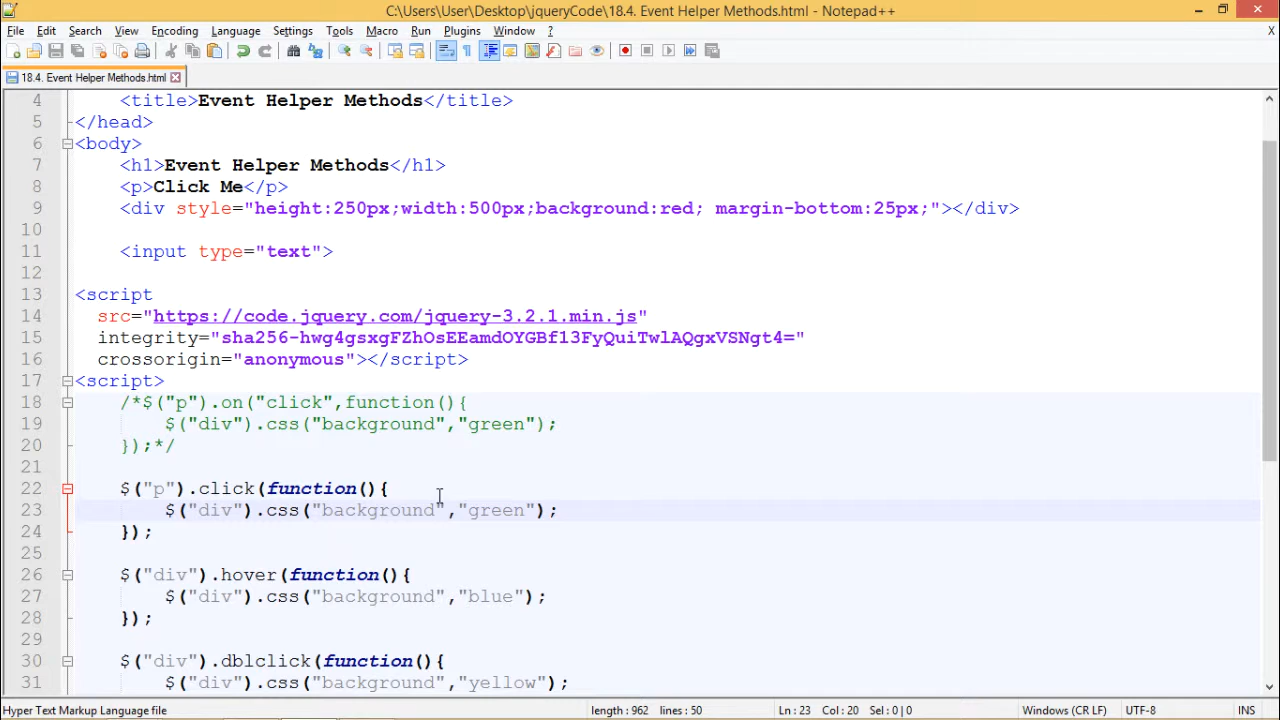 C:\Users\User\Desktop\jqueryCode\18.4. Event Helper Methods.html - Notepad++
File Edit Search View Encoding Language Settings Tools Macro Run Plugins Window ? X
18.4. Event Helper Methods.html
4 <title>Event Helper Methods</title>
5 </head>
6 <body>
7 <h1>Event Helper Methods</h1>
8 <p>Click Me</p>
9 <div style="height:250px;width:500px;background:red; margin-bottom:25px;"></div>
10
11 <input type="text">
12
13 <script
14 src="https://code.jquery.com/jquery-3.2.1.min.js"
15 integrity="sha256-hwg4gsxgFZhOsEEamdOYGBf13FyQuiTwlAQgxVSNgt4="
16 crossorigin="anonymous"></script>
17 <script>
18 /*$("p").on("click",function(){
19 $("div").css("background","green");
20 });*/
21
22 $("p").click(function(){
23 $("div").css("background","green");
24 });
25
26 $("div").hover(function(){
27 $("div").css("background","blue");
28 });
29
30 $("div").dblclick(function(){
31 $("div").css("background","yellow");
Hyper Text Markup Language file length : 962 lines : 50 Ln : 23 Col : 20 Sel : 0 | 0 Windows (CR LF) UTF-8 INS